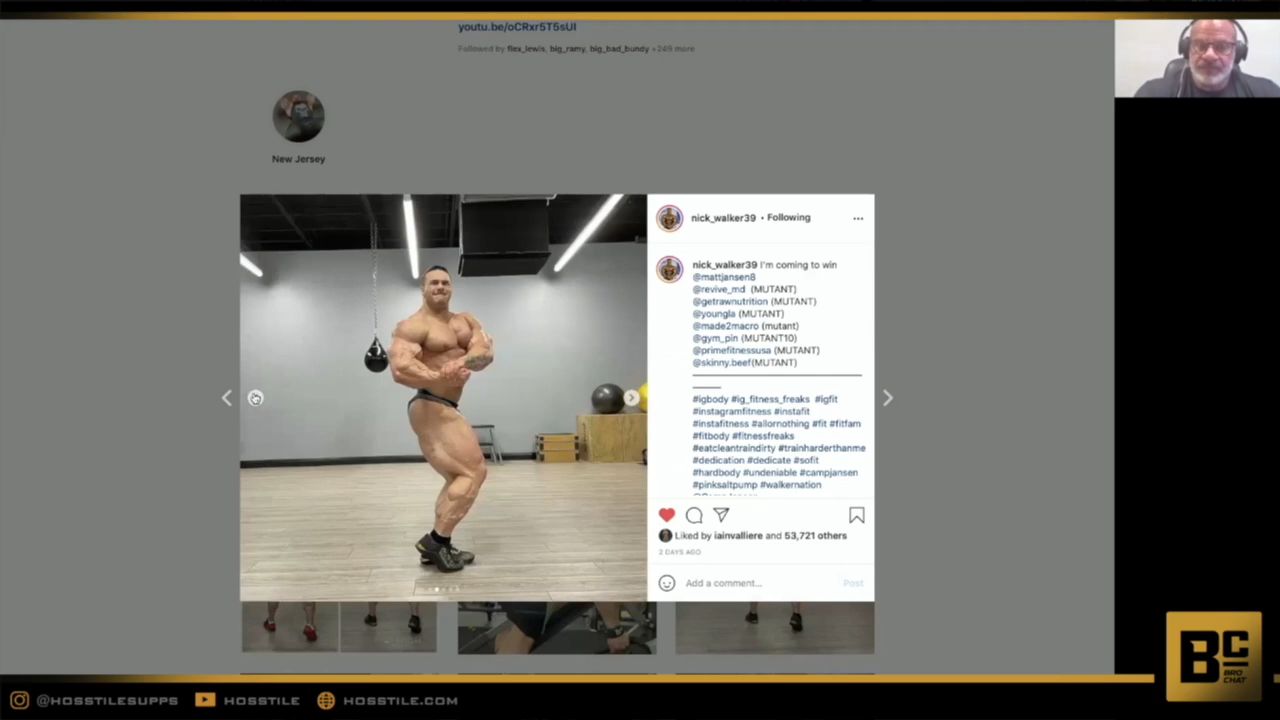 youtu.be/oCRxr5T5sUI
Followed by flex_lewis, big_ramy, big_bad_bundy +249 more
New Jersey
nick_walker39 • Following
nick_walker39 I'm coming to win
@mattjansen8
@revive_md (MUTANT)
@getrawnutrition (MUTANT)
@youngla (MUTANT)
@made2macro (mutant)
@gym_pin (MUTANT10)
@primefitnessusa (MUTANT)
@skinny.beef(MUTANT)
#igbody #ig_fitness_freaks #igfit
#instagramfitness #instafit
#instafitness #allornothing #fit #fitfam
#fitbody #fitnessfreaks
#eatcleantraindirty #trainharderthanme
#dedication #dedicate #sofit
#hardbody #undeniable #campjansen
#pinksaltpump #walkernation
Liked by iainvalliere and 53,721 others
2 DAYS AGO
Add a comment...
Post
BC
BRO
CHAT
@HOSSTILESUPPS
HOSSTILE
HOSSTILE.COM